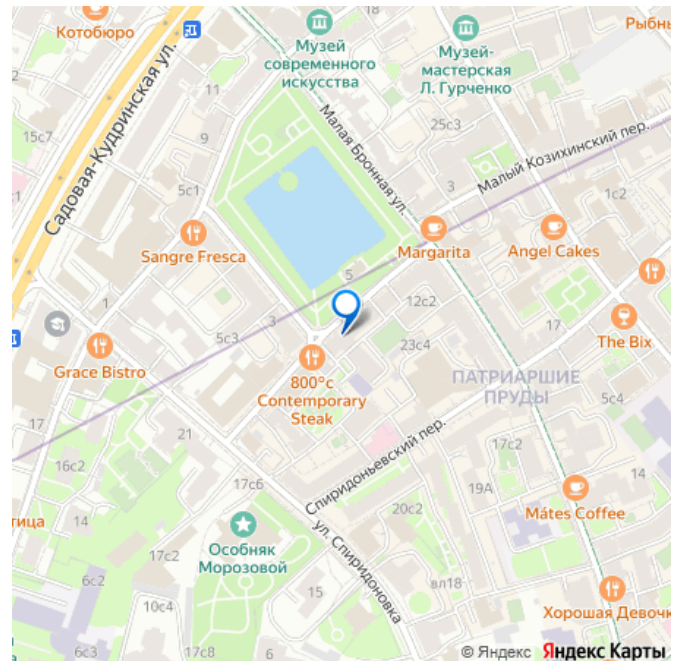 Котобюро
Музей
современного
искусства
Музей-
мастерская
Л. Гурченко
Рыбнь
Садовая-Кудринская ул.
11
15с7
9
5с1
Малая Бронная ул.
25с3
Малый Козихинский пер.
3
1с2
Sangre Fresca
Margarita
Angel Cakes
5
1
3
5с3
12с2
23с4
17
The Bix
Grace Bistro
800°c
Contemporary
Steak
ПАТРИАРШИЕ
ПРУДЫ
5с4
17
21
16с2
17с6
Спиридоньевский пер.
17с2
19А
тица
14
20с2
Mátes Coffee
Особняк
Морозовой
ул. Спиридоновка
17с2
6с2
15
вл18
14
10с4
Хорошая Девочк
6с3
17с8
6
© Яндекс Яндекс Карты